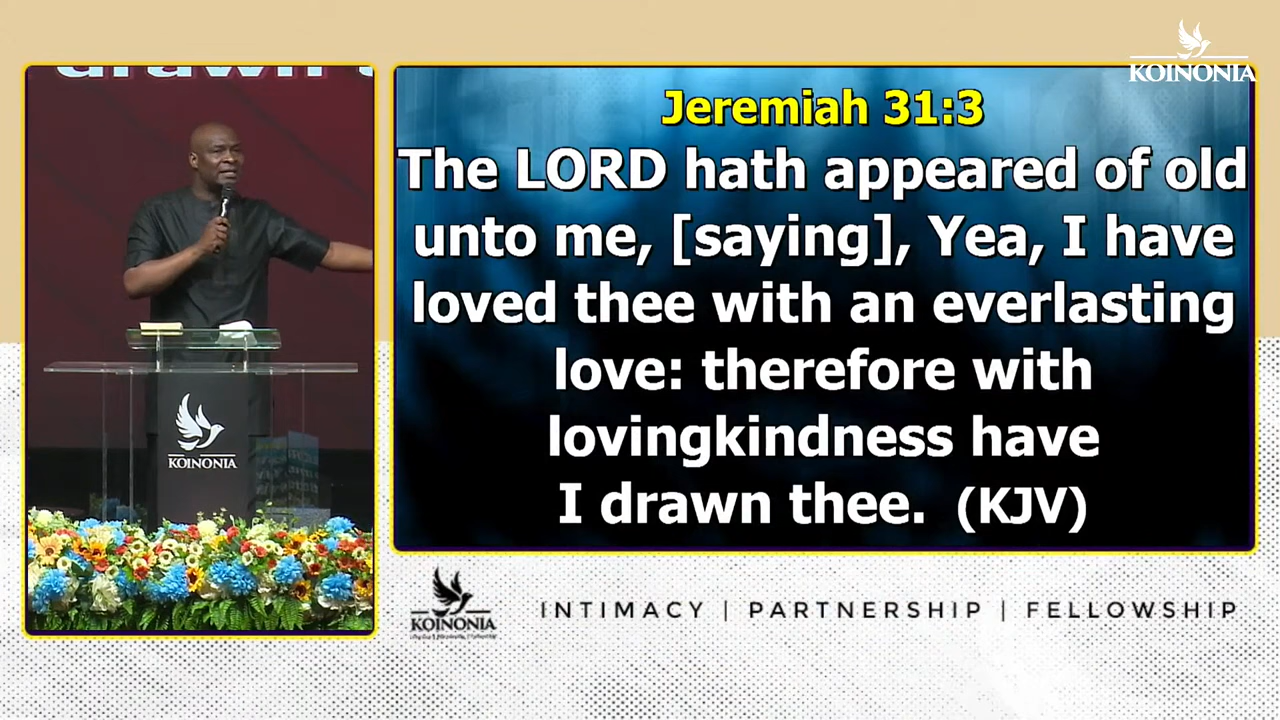 KOINONIA
drawn
Jeremiah 31:3
The LORD hath appeared of old
unto me, [saying], Yea, I have
loved thee with an everlasting
love: therefore with
lovingkindness have
I drawn thee. (KJV)
KOINONIA
KOINONIA
INTIMACY | PARTNERSHIP | FELLOWSHIP